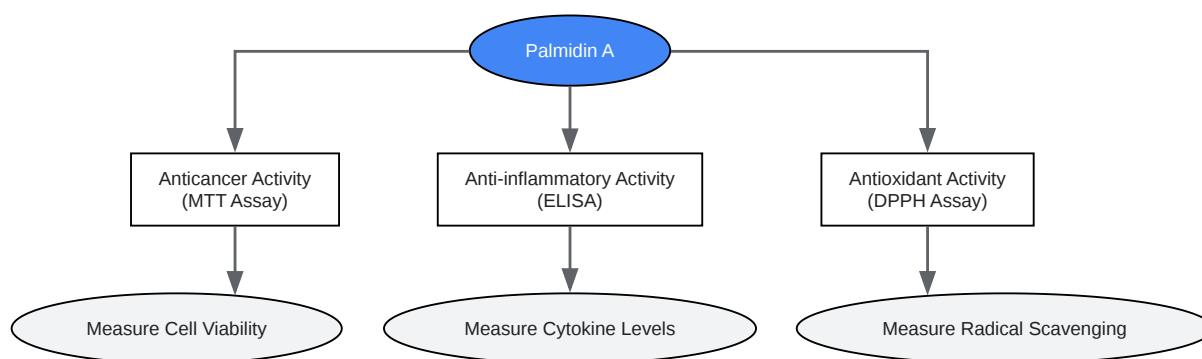 Palmidin A
Anticancer Activity
(MTT Assay)
Anti-inflammatory Activity
(ELISA)
Antioxidant Activity
(DPPH Assay)
Measure Cell Viability
Measure Cytokine Levels
Measure Radical Scavenging